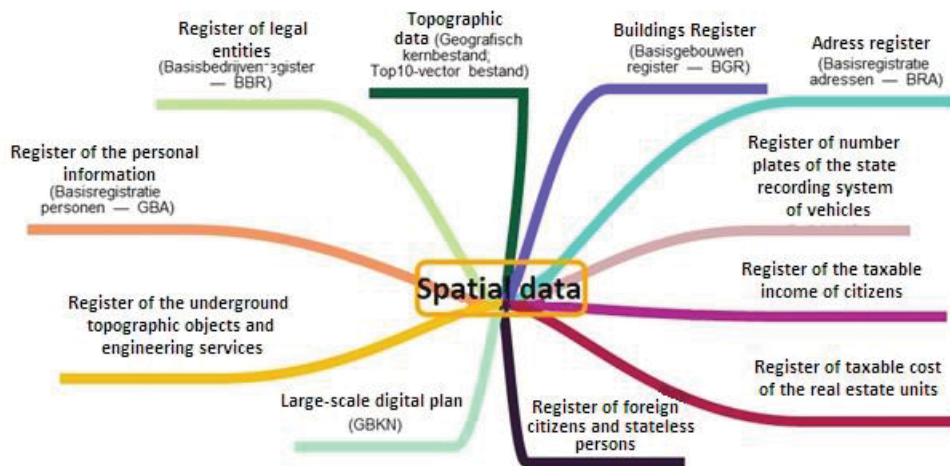 Register of legal
entities
(Basisbedrijvenregister
— BBR)
Topographic
data (Geografisch
kernbestand;
Top10-vector bestand)
Buildings Register
(Basisgebouwen
register — BGR)
Adress register
(Basisregistratie
adressen — BRA)
Register of the personal
information
(Basisregistratie
personen — GBA)
Register of number
plates of the state
recording system
of vehicles
Spatial data
Register of the taxable
income of citizens
Register of the underground
topographic objects and
engineering services
Register of taxable cost
of the real estate units
Large-scale digital plan
(GBKN)
Register of foreign
citizens and stateless
persons